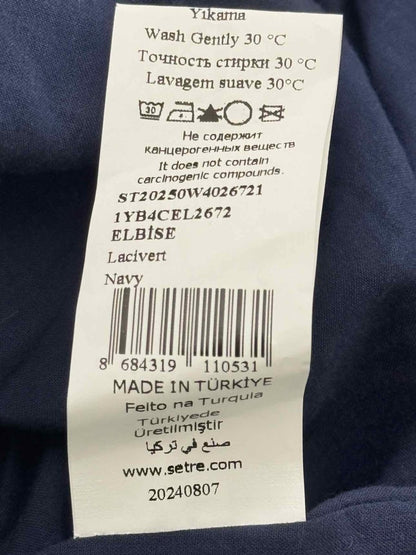 Yıkama
Wash Gently 30 °C
Точность стирки 30 °C
Lavagem suave 30°C
30
Не содержит
канцерогенных веществ
It does not contain
carcinogenic compounds.
ST20250W4026721
1YB4CEL2672
ELBİSE
Lacivert
Navy
8 684319 110531
MADE IN TÜRKİYE
Feito na Turquia
Türkiyede
Üretilmiştir
صنع في تركيا
www.setre.com
20240807